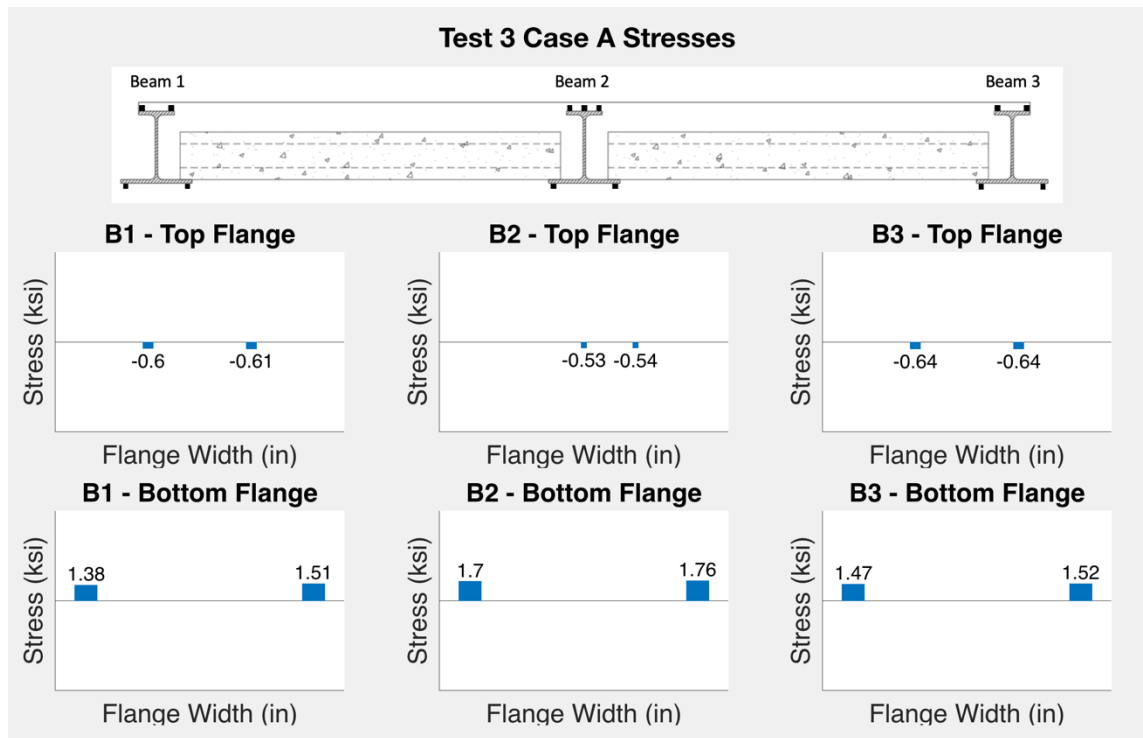 Test 3 Case A Stresses
Beam 1 Beam 2 Beam 3
B1 - Top Flange B2 - Top Flange B3 - Top Flange
Stress (ksi) Stress (ksi) Stress (ksi)
-0.6 -0.61 -0.53 -0.54 -0.64 -0.64
Flange Width (in) Flange Width (in) Flange Width (in)
B1 - Bottom Flange B2 - Bottom Flange B3 - Bottom Flange
Stress (ksi) Stress (ksi) Stress (ksi)
1.38 1.51 1.7 1.76 1.47 1.52
Flange Width (in) Flange Width (in) Flange Width (in)